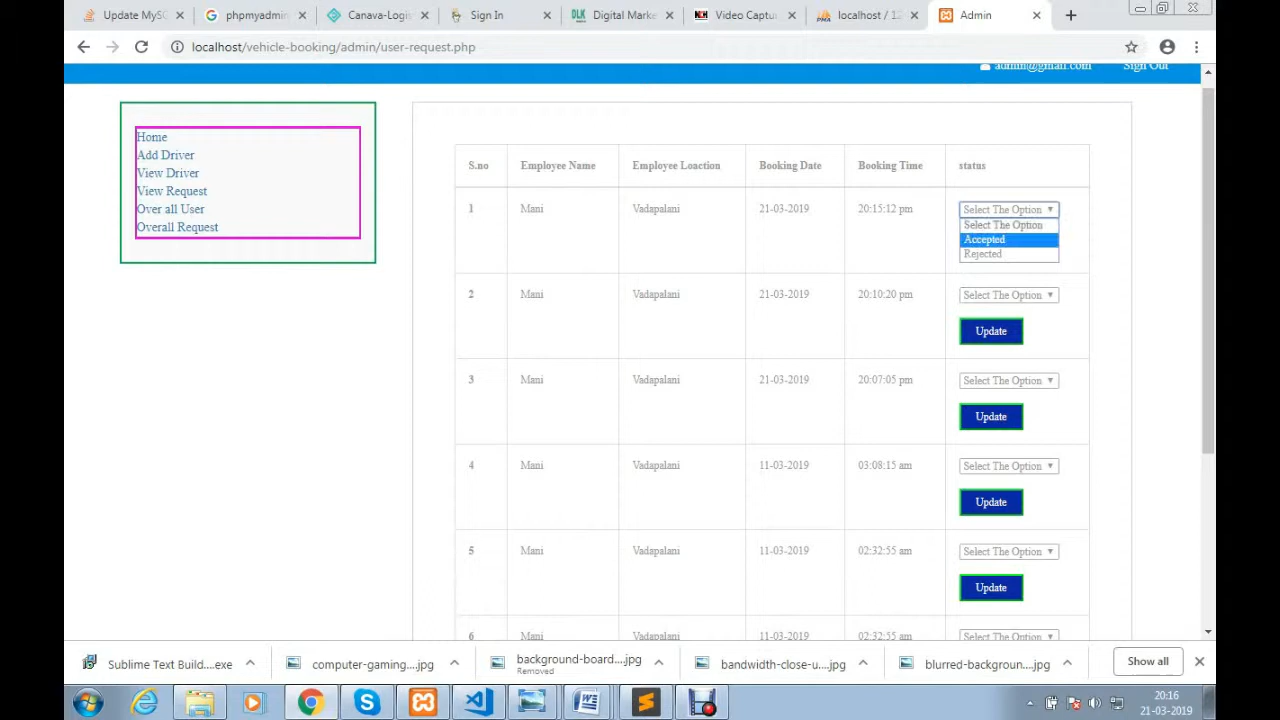 Update MyS
phpmyadmin
Canava-Logi
Sign In
DLK Digital Marke
Video Captu
PMA localhost / 12
Admin
localhost/vehicle-booking/admin/user-request.php
admin@gmail.com Sign Out
Home
Add Driver
View Driver
View Request
Over all User
Overall Request
S.no Employee Name Employee Loaction Booking Date Booking Time status
1 Mani Vadapalani 21-03-2019 20:15:12 pm Select The Option
Select The Option
Accepted
Rejected
2 Mani Vadapalani 21-03-2019 20:10:20 pm Select The Option
Update
3 Mani Vadapalani 21-03-2019 20:07:05 pm Select The Option
Update
4 Mani Vadapalani 11-03-2019 03:08:15 am Select The Option
Update
5 Mani Vadapalani 11-03-2019 02:32:55 am Select The Option
Update
6 Mani Vadapalani 11-03-2019 02:32:55 am Select The Option
Sublime Text Build....exe
computer-gaming....jpg
background-board....jpg
Removed
bandwidth-close-u....jpg
blurred-backgroun....jpg
Show all
20:16
21-03-2019